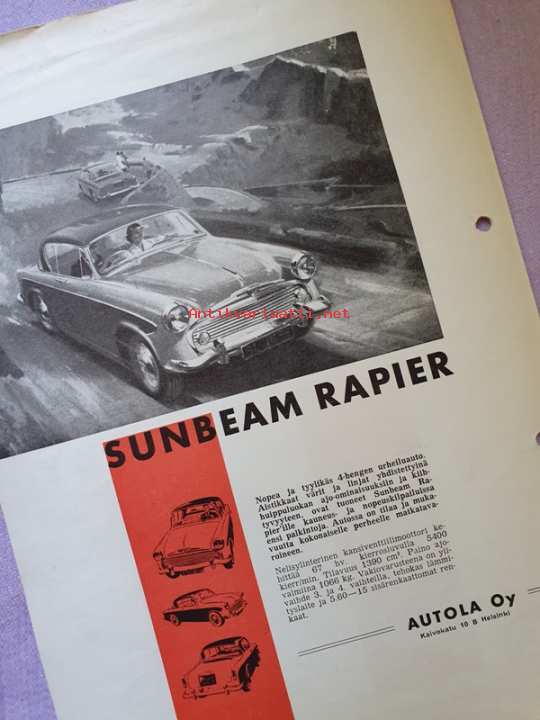 Antikvariaatti.net
SUNBEAM RAPIER
Nopea ja tyylikäs 4-hengen urheiluauto.
Aistikkaat värit ja linjat yhdistettyinä
huippuluokan ajo-ominaisuuksiin ja kilh-
tyvyyteen, ovat tuoneet Sunbeam Ra-
pier'ille kauneus- ja nopeuskilpailuissa
ensi palkintoja. Autossa on tilaa ja muka-
vuutta kokonaiselle perheelle matkatava-
roineen.
Nelisylinterinen kansiventtiilimoottori ke-
hittää 67 hv. kierrosluvulla 5400
kierr/min. Tilavuus 1390 cm³. Paino ajo-
valmiina 1066 kg. Vakiovarusteena on yli-
vaihde 3. ja 4. vaihteilla, tehokas lämmi-
tyslaite ja 5.60—15 sisärenkaattomat ren-
kaat.
AUTOLA Oy
Kaivokatu 10 B Helsinki